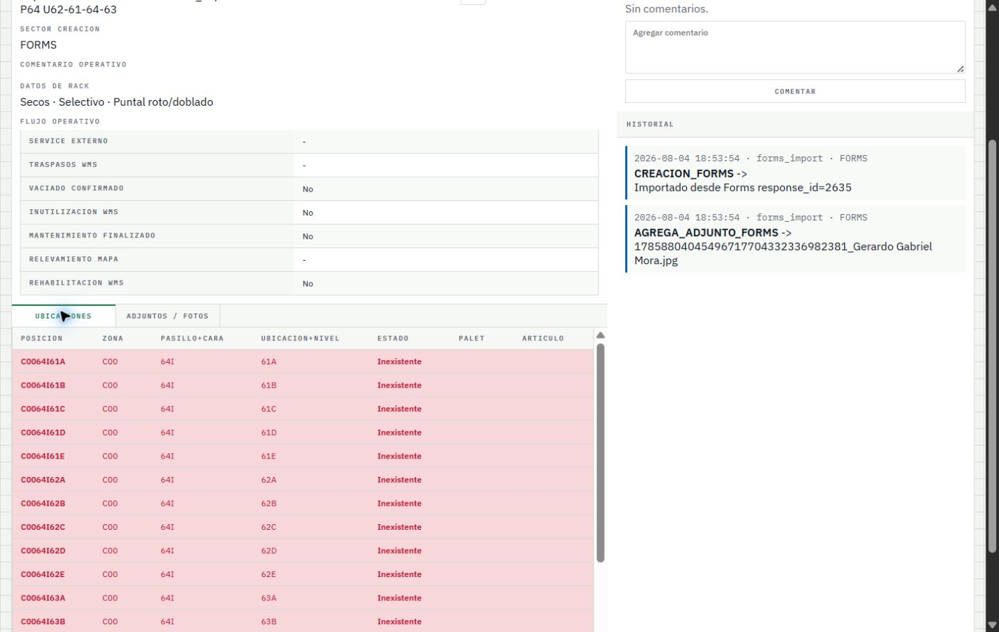 P64 U62-61-64-63
SECTOR CREACION
FORMS
COMENTARIO OPERATIVO
DATOS DE RACK
Secos · Selectivo · Puntal roto/doblado
FLUJO OPERATIVO
SERVICE EXTERNO -
TRASPASOS WMS -
VACIADO CONFIRMADO No
INUTILIZACION WMS No
MANTENIMIENTO FINALIZADO No
RELEVAMIENTO MAPA -
REHABILITACION WMS No
UBICACIONES ADJUNTOS / FOTOS
POSICION ZONA PASILLO+CARA UBICACION+NIVEL ESTADO PALET ARTICULO
C0064I61A C00 64I 61A Inexistente
C0064I61B C00 64I 61B Inexistente
C0064I61C C00 64I 61C Inexistente
C0064I61D C00 64I 61D Inexistente
C0064I61E C00 64I 61E Inexistente
C0064I62A C00 64I 62A Inexistente
C0064I62B C00 64I 62B Inexistente
C0064I62C C00 64I 62C Inexistente
C0064I62D C00 64I 62D Inexistente
C0064I62E C00 64I 62E Inexistente
C0064I63A C00 64I 63A Inexistente
C0064I63B C00 64I 63B Inexistente
Sin comentarios.
Agregar comentario
COMENTAR
HISTORIAL
2026-08-04 18:53:54 · forms_import · FORMS
CREACION_FORMS ->
Importado desde Forms response_id=2635
2026-08-04 18:53:54 · forms_import · FORMS
AGREGA_ADJUNTO_FORMS ->
17858804045496717704332336982381_Gerardo Gabriel
Mora.jpg